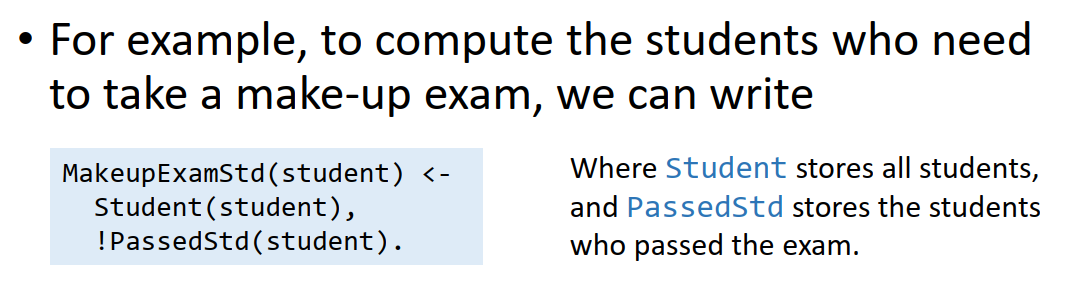 • For example, to compute the students who need
to take a make-up exam, we can write
MakeupExamStd(student) <-
Student(student),
!PassedStd(student).
Where Student stores all students,
and PassedStd stores the students
who passed the exam.